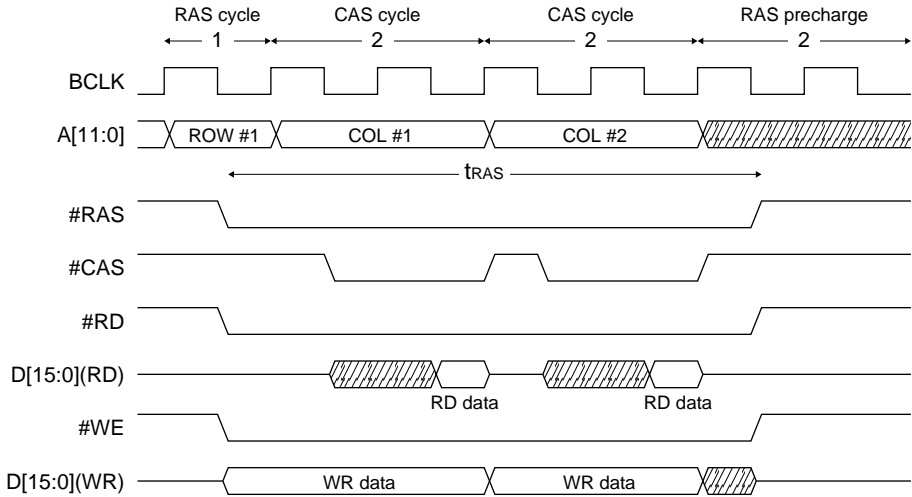 RAS cycle CAS cycle CAS cycle RAS precharge
1 2 2 2
BCLK
A[11:0] ROW #1 COL #1 COL #2
tRAS
#RAS
#CAS
#RD
D[15:0](RD)
RD data RD data
#WE
D[15:0](WR) WR data WR data